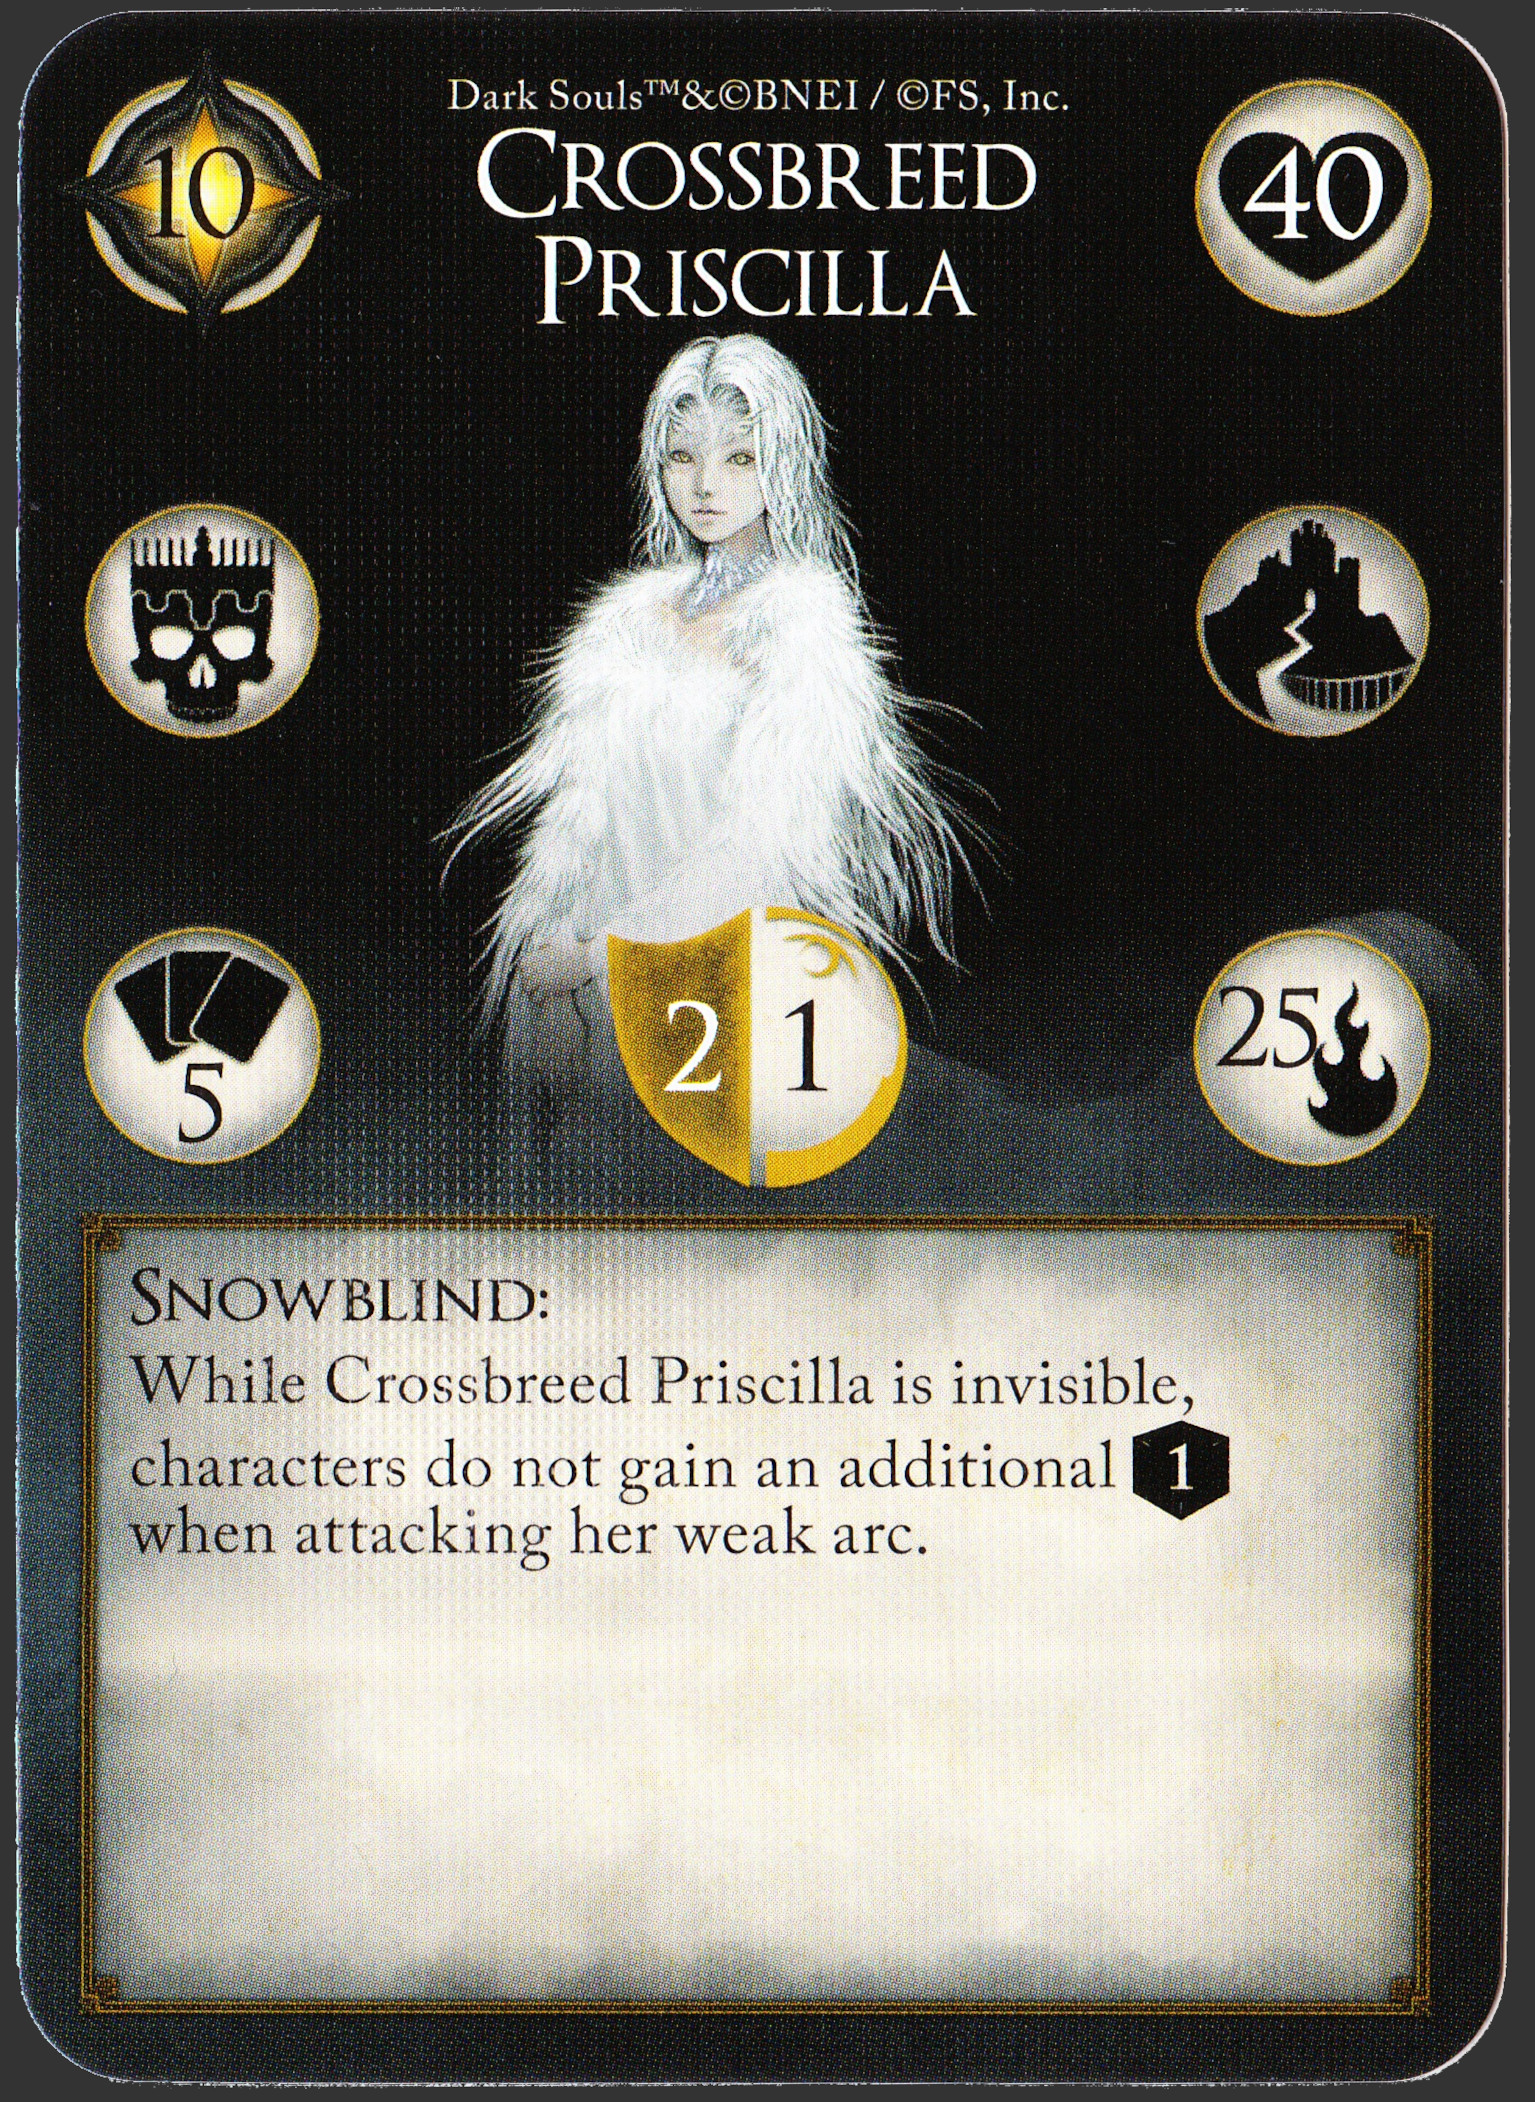 Dark Souls™&©BNEI / ©FS, Inc.
CROSSBREED
PRISCILLA
10
40
5
2 1
25
SNOWBLIND:
While Crossbreed Priscilla is invisible,
characters do not gain an additional 1
when attacking her weak arc.